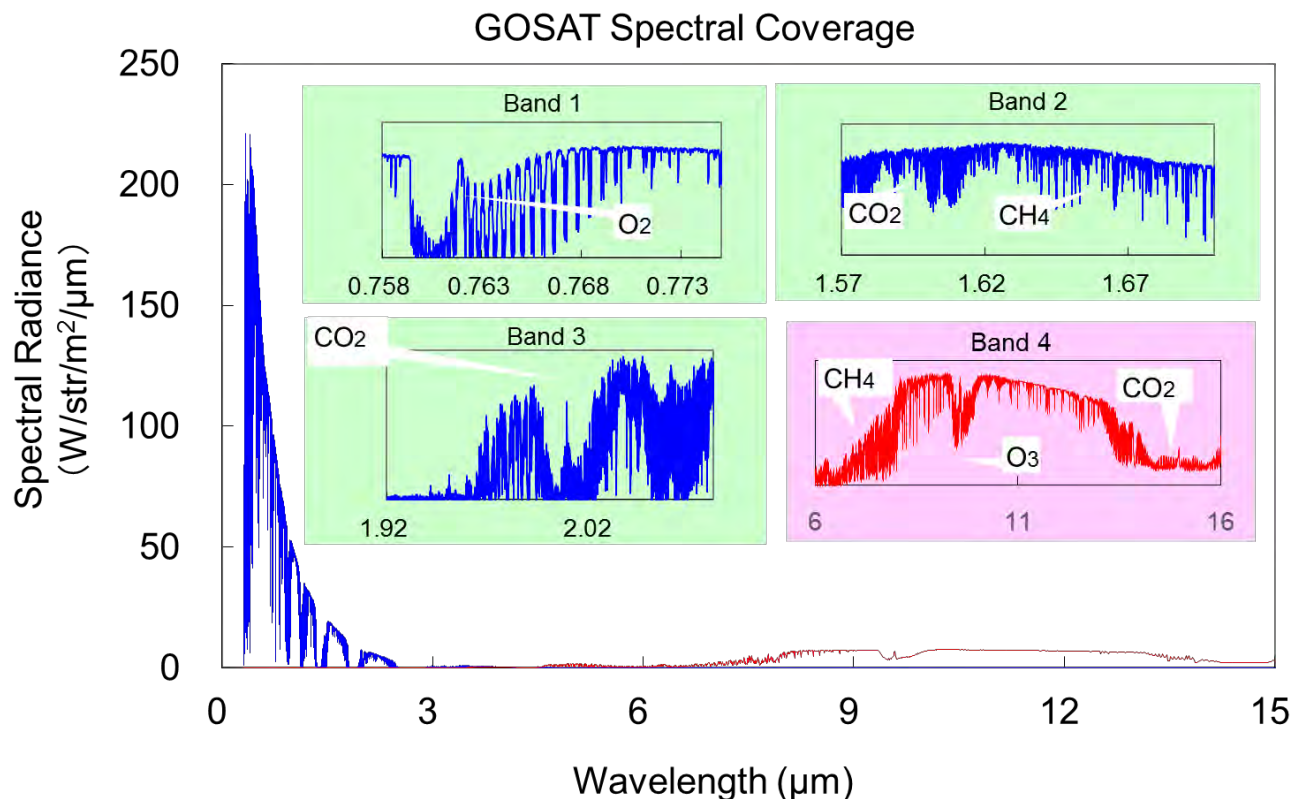 GOSAT Spectral Coverage
Spectral Radiance
(W/str/m²/μm)
250
200
150
100
50
0
Band 1
O2
0.758 0.763 0.768 0.773
Band 2
CO2
CH4
1.57 1.62 1.67
CO2
Band 3
1.92 2.02
Band 4
CH4
CO2
O3
6 11 16
0 3 6 9 12 15
Wavelength (μm)